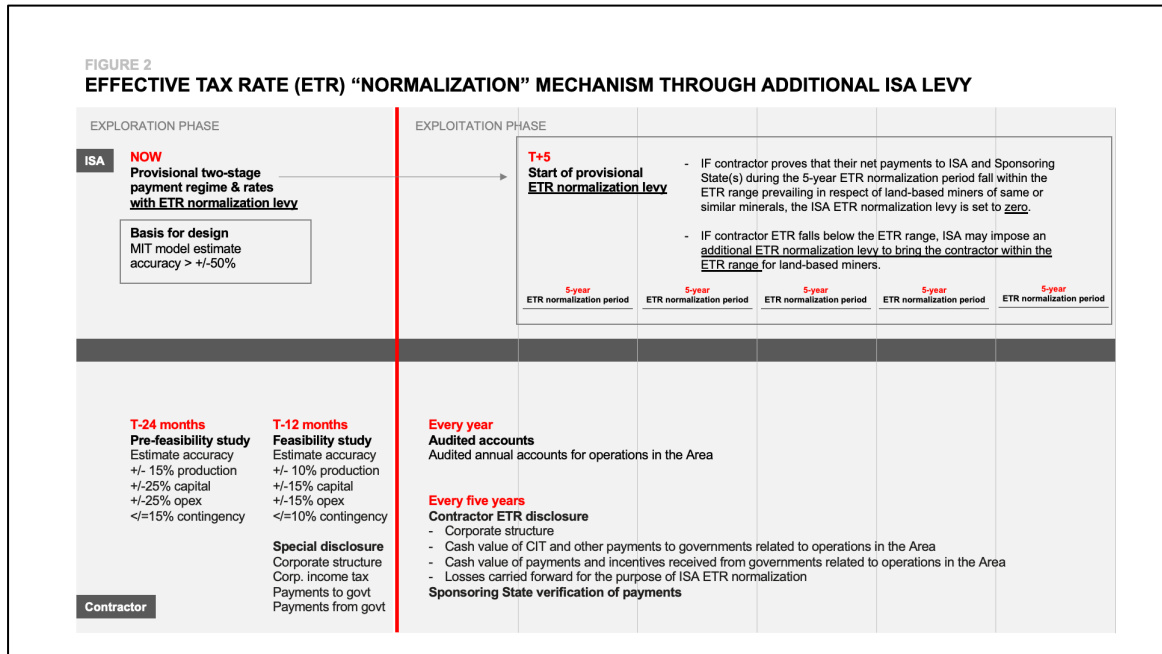 FIGURE 2
EFFECTIVE TAX RATE (ETR) “NORMALIZATION” MECHANISM THROUGH ADDITIONAL ISA LEVY
EXPLORATION PHASE
EXPLOITATION PHASE
ISA
NOW
Provisional two-stage
payment regime & rates
with ETR normalization levy
Basis for design
MIT model estimate
accuracy > +/-50%
T+5
Start of provisional
ETR normalization levy
- IF contractor proves that their net payments to ISA and Sponsoring
State(s) during the 5-year ETR normalization period fall within the
ETR range prevailing in respect of land-based miners of same or
similar minerals, the ISA ETR normalization levy is set to zero.
- IF contractor ETR falls below the ETR range, ISA may impose an
additional ETR normalization levy to bring the contractor within the
ETR range for land-based miners.
5-year
ETR normalization period
5-year
ETR normalization period
5-year
ETR normalization period
5-year
ETR normalization period
5-year
ETR normalization period
T-24 months
Pre-feasibility study
Estimate accuracy
+/- 15% production
+/-25% capital
+/-25% opex
</=15% contingency
T-12 months
Feasibility study
Estimate accuracy
+/- 10% production
+/-15% capital
+/-15% opex
</=10% contingency
Special disclosure
Corporate structure
Corp. income tax
Payments to govt
Payments from govt
Every year
Audited accounts
Audited annual accounts for operations in the Area
Every five years
Contractor ETR disclosure
- Corporate structure
- Cash value of CIT and other payments to governments related to operations in the Area
- Cash value of payments and incentives received from governments related to operations in the Area
- Losses carried forward for the purpose of ISA ETR normalization
Sponsoring State verification of payments
Contractor